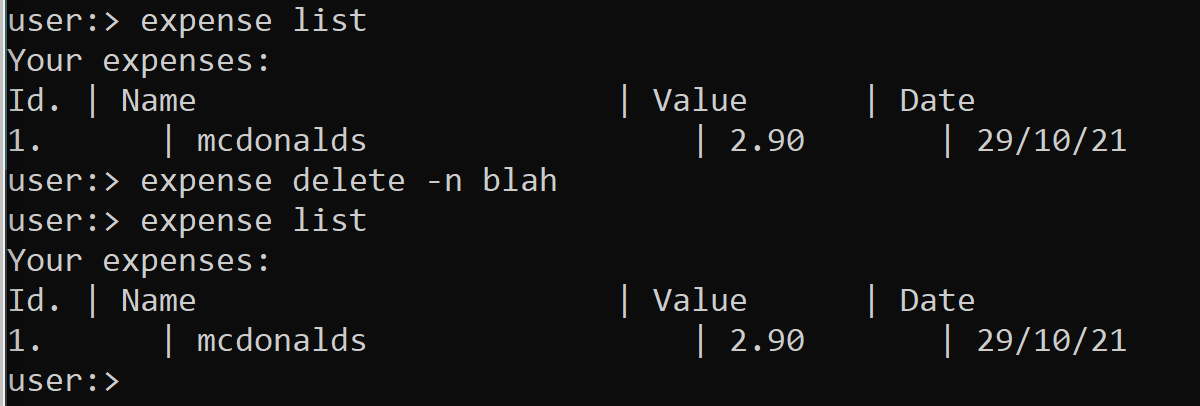 user:> expense list
Your expenses:
Id. | Name                      | Value      | Date
1.      | mcdonalds                 | 2.90       | 29/10/21
user:> expense delete -n blah
user:> expense list
Your expenses:
Id. | Name                      | Value      | Date
1.      | mcdonalds                 | 2.90       | 29/10/21
user:>